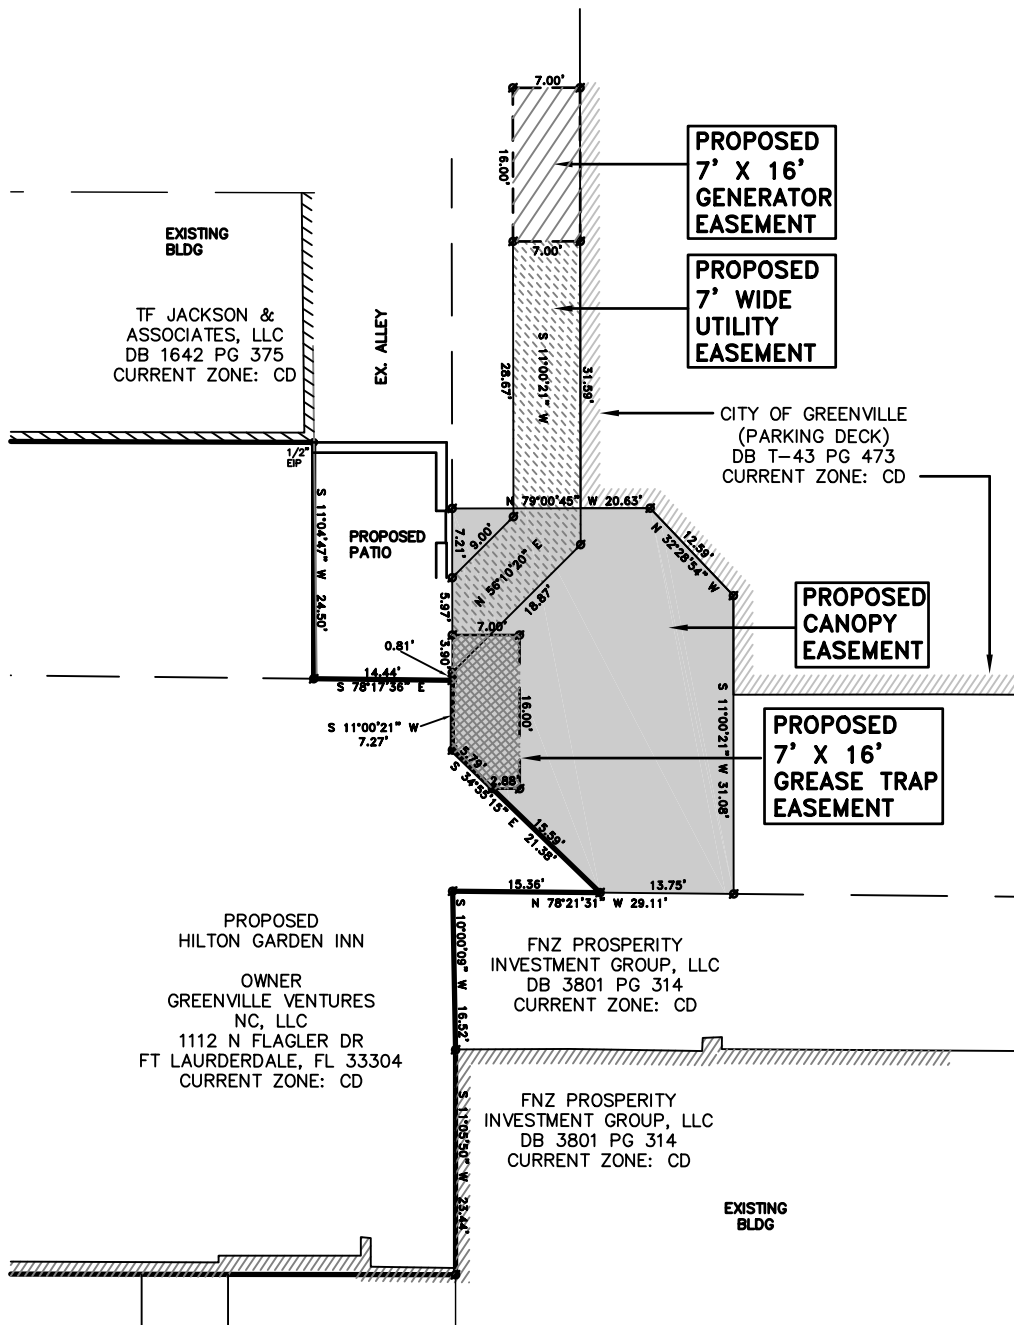 7.00'
16.00'
PROPOSED
7' X 16'
GENERATOR
EASEMENT
EXISTING
BLDG
7.00'
PROPOSED
7' WIDE
UTILITY
EASEMENT
TF JACKSON &
ASSOCIATES, LLC
DB 1642 PG 375
CURRENT ZONE: CD
EX. ALLEY
28.67'
S 11°00'21" W
31.59'
CITY OF GREENVILLE
(PARKING DECK)
DB T-43 PG 473
CURRENT ZONE: CD
1/2"
EIP
S 11°04'47" W 24.50'
PROPOSED
PATIO
N 79°00'45" W 20.63'
7.21'
9.00'
N 56°10'20" E
18.87'
12.59'
N 32°28'54" W
5.97'
7.00'
PROPOSED
CANOPY
EASEMENT
0.81'
3.90'
14.44'
S 78°17'36" E
S 11°00'21" W
7.27'
16.00'
S 11°00'21" W 31.08'
PROPOSED
7' X 16'
GREASE TRAP
EASEMENT
5.79'
2.88'
S 34°55'15" E 21.38'
15.59'
15.36'
13.75'
N 78°21'31" W 29.11'
S 10°00'09" W 16.52'
PROPOSED
HILTON GARDEN INN
OWNER
GREENVILLE VENTURES
NC, LLC
1112 N FLAGLER DR
FT LAURDERDALE, FL 33304
CURRENT ZONE: CD
FNZ PROSPERITY
INVESTMENT GROUP, LLC
DB 3801 PG 314
CURRENT ZONE: CD
S 11°05'50" W 23.44'
FNZ PROSPERITY
INVESTMENT GROUP, LLC
DB 3801 PG 314
CURRENT ZONE: CD
EXISTING
BLDG